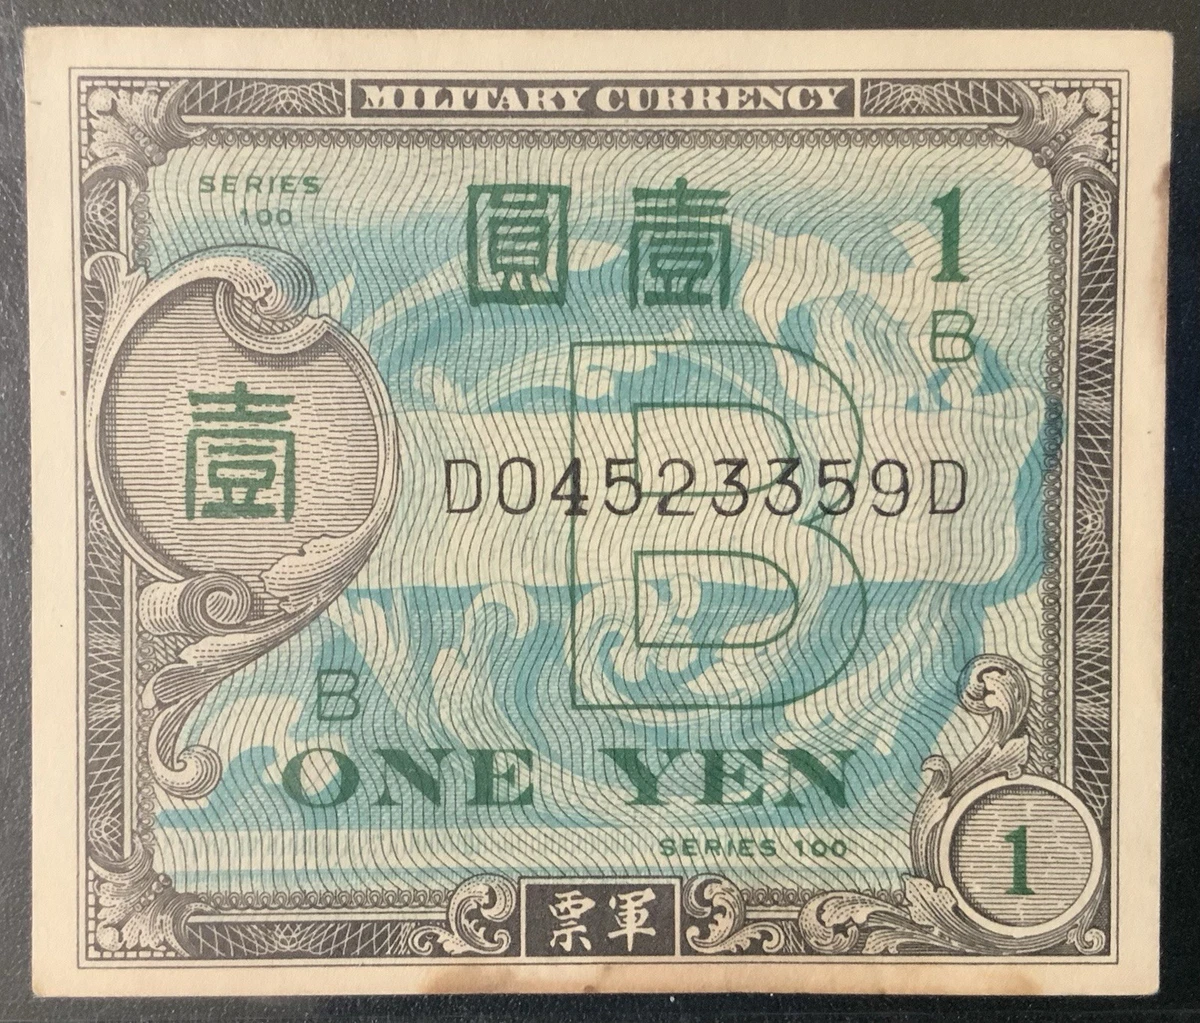 MILITARY CURRENCY
SERIES
100
圓壹
1
B
壹
B
D04523359D
B
ONE YEN
SERIES 100
1
票軍